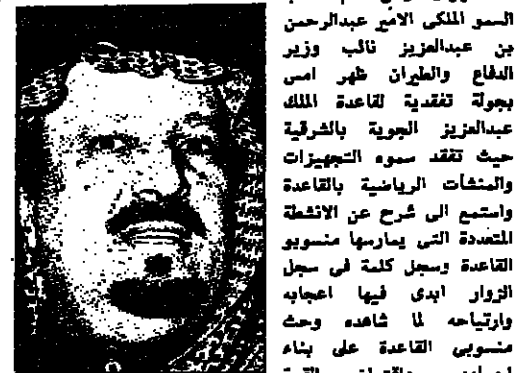 السمو الملكى الامير عبدالرحمن
بن عبدالعزيز نائب وزير
الدفاع والطيران ظهر امس
بجولة تفقدية لقاعدة الملك
عبدالعزيز الجوية بالشرقية
حيث تفقد سموه التجهيزات
والمنشآت الرياضية بالقاعدة
واستمع الى شرح عن الانشطة
المتعددة التى يمارسها منسوبو
القاعدة وسجل كلمة فى سجل
الزوار ابدى فيها اعجابه
وارتياحه لما شاهده وحث
منسوبى القاعدة على بناء